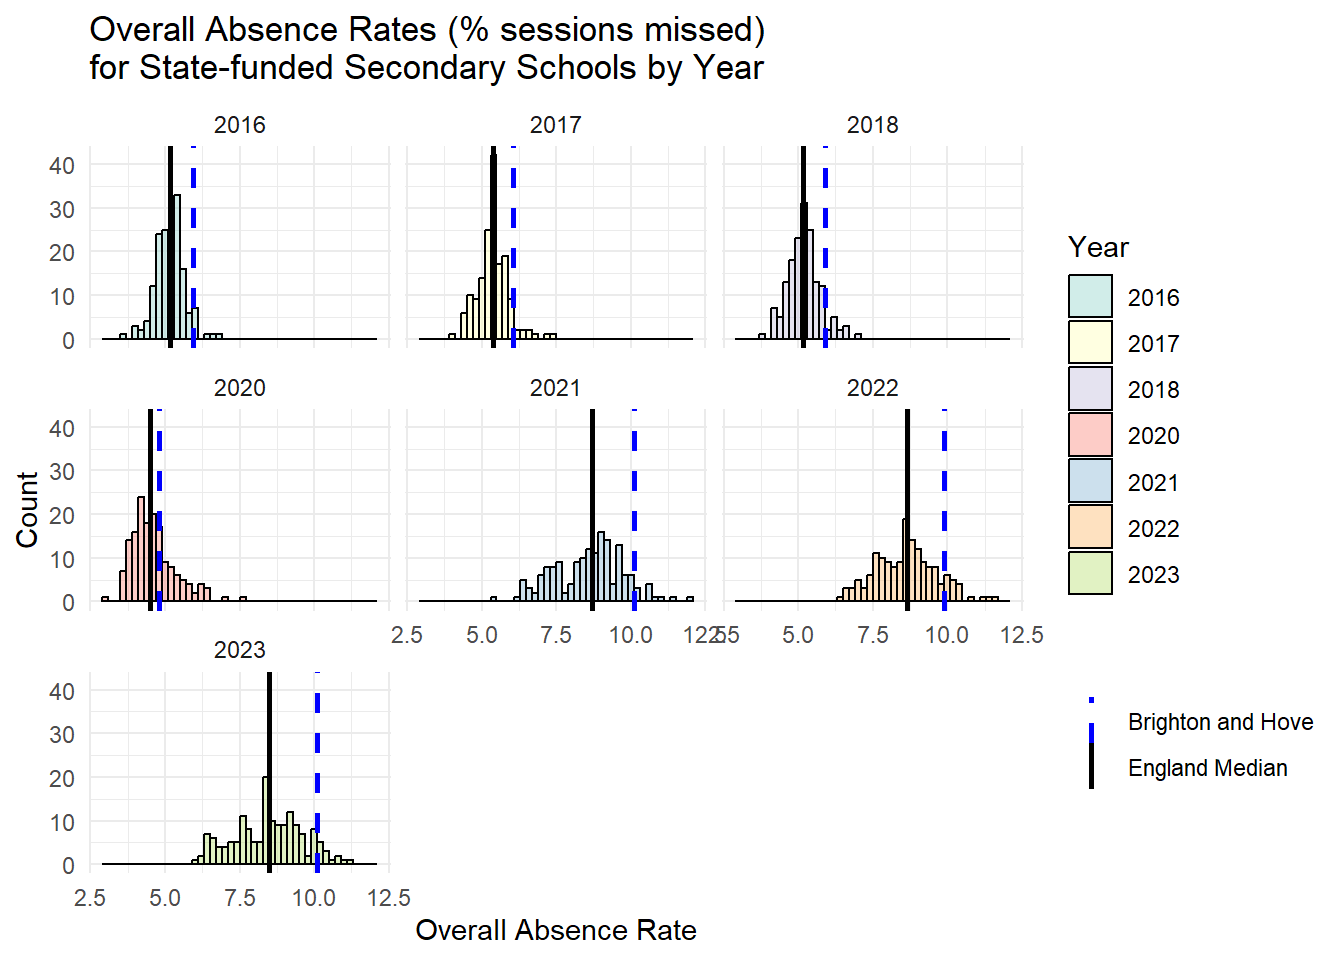 Overall Absence Rates (% sessions missed)
for State-funded Secondary Schools by Year
2016
2017
2018
40
30
20
10
0
2020
2021
2022
40
30
20
10
0
2.5 5.0 7.5 10.0 12.5
2.5 5.0 7.5 10.0 12.5
2023
40
30
20
10
0
2.5 5.0 7.5 10.0 12.5
Count
Overall Absence Rate
Year
2016
2017
2018
2020
2021
2022
2023
Brighton and Hove
England Median